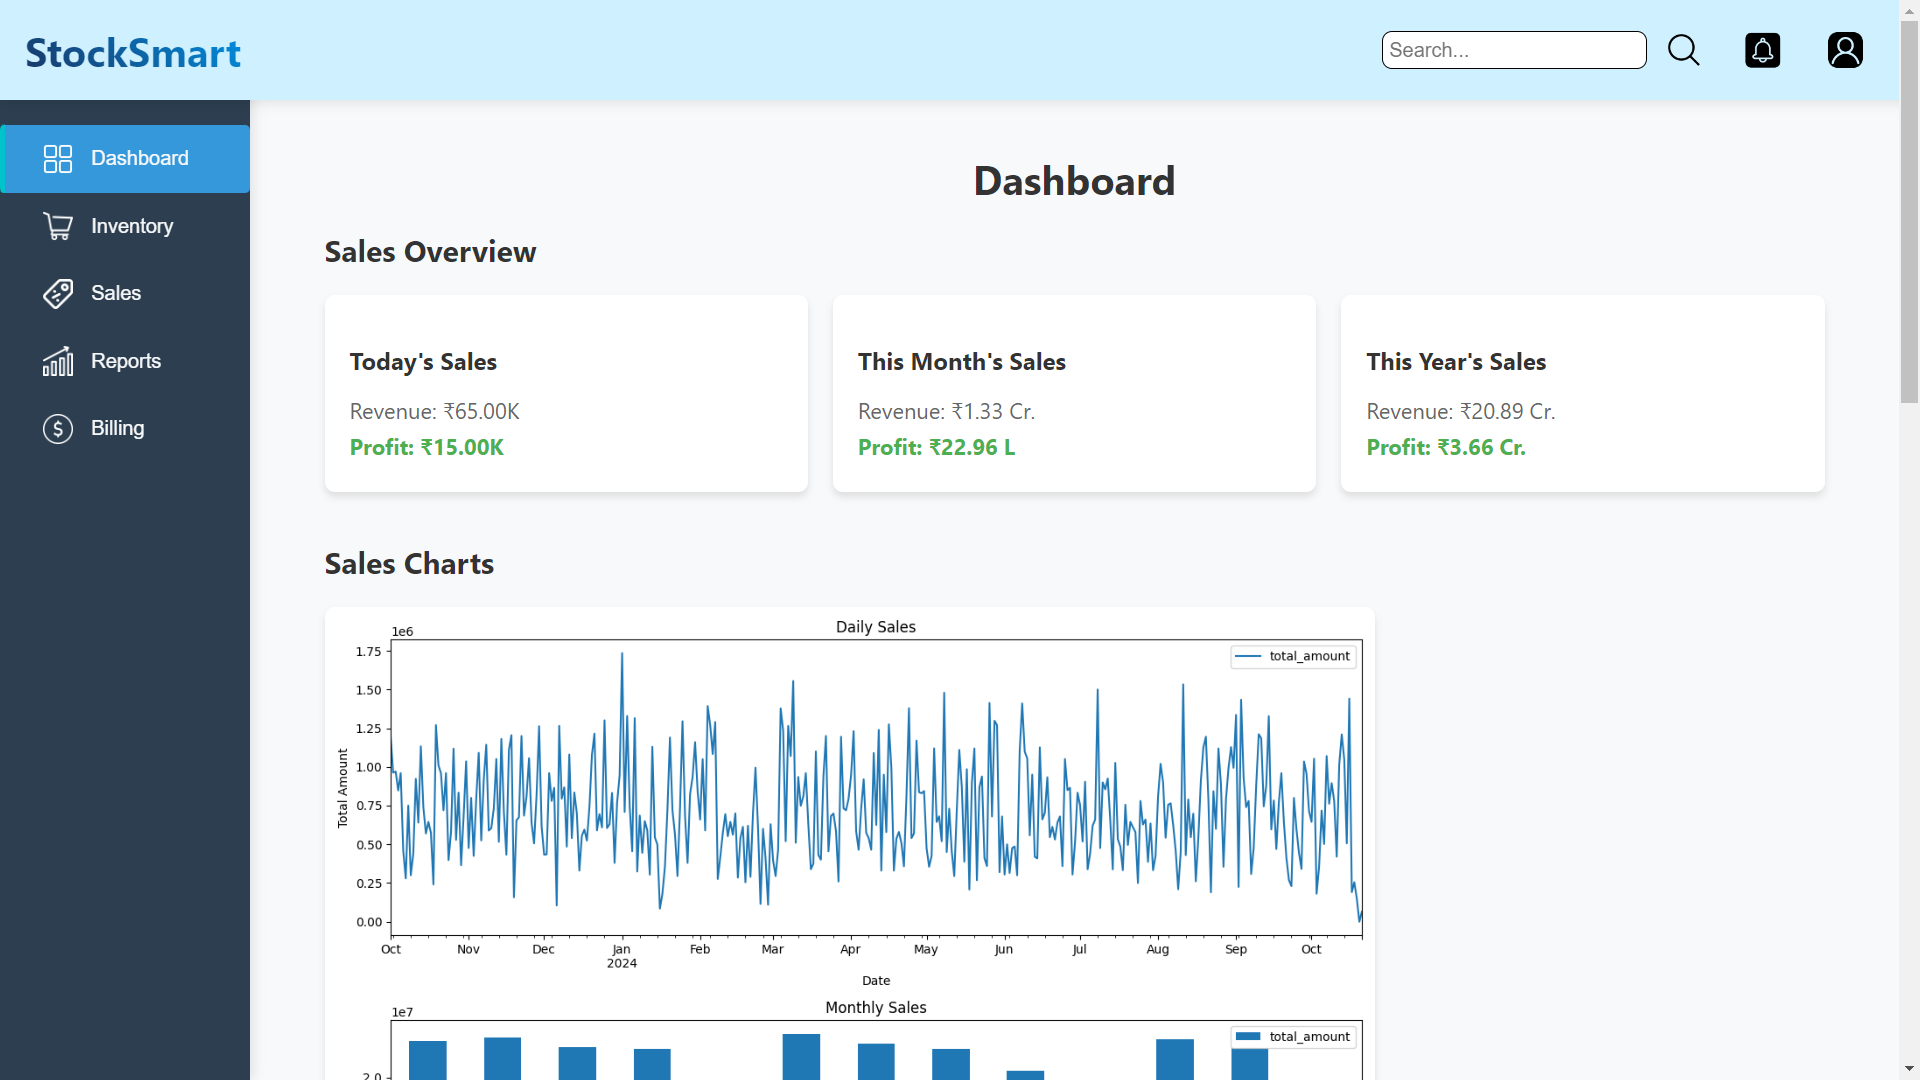 StockSmart
Search...
Dashboard
Inventory
Sales
Reports
Billing
Dashboard
Sales Overview
Today's Sales
Revenue: ₹65.00K
Profit: ₹15.00K
This Month's Sales
Revenue: ₹1.33 Cr.
Profit: ₹22.96 L
This Year's Sales
Revenue: ₹20.89 Cr.
Profit: ₹3.66 Cr.
Sales Charts
Daily Sales
1e6
total_amount
1.75
1.50
1.25
1.00
0.75
0.50
0.25
0.00
Total Amount
Oct Nov Dec Jan Feb Mar Apr May Jun Jul Aug Sep Oct
2024
Date
Monthly Sales
1e7
total_amount
2.0